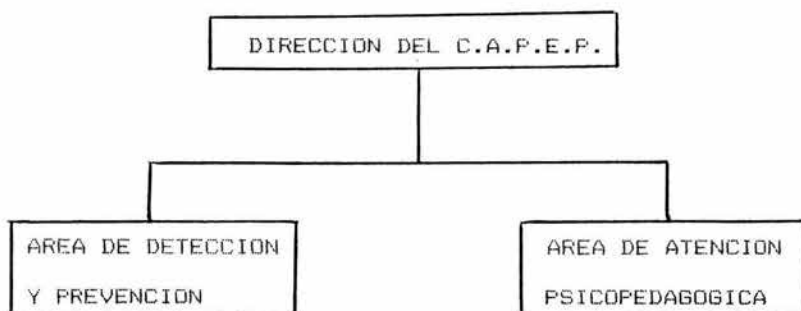 DIRECCION DEL C.A.P.E.P.
AREA DE DETECCION
Y PREVENCION
AREA DE ATENCION
PSICOPEDAGOGICA